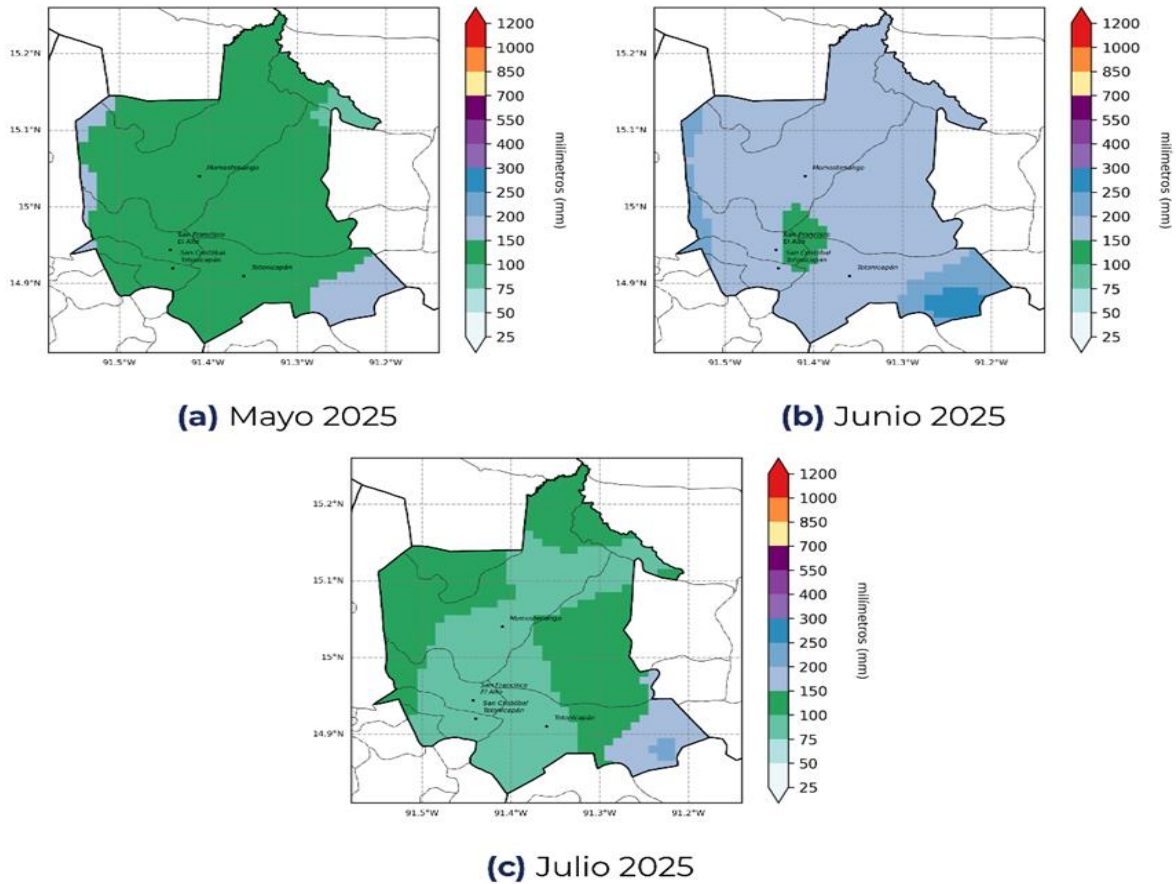 1200
1000
850
700
550
400
300
250
200
150
100
75
50
25
milímetros (mm)
15.2°N
15.1°N
15°N
14.9°N
91.5°W 91.4°W 91.3°W 91.2°W
Momostenango
San Francisco
El Alto
San Cristóbal
Totonicapán
Totonicapán
(a) Mayo 2025
1200
1000
850
700
550
400
300
250
200
150
100
75
50
25
milímetros (mm)
15.2°N
15.1°N
15°N
14.9°N
91.5°W 91.4°W 91.3°W 91.2°W
Momostenango
San Francisco
El Alto
San Cristóbal
Totonicapán
Totonicapán
(b) Junio 2025
1200
1000
850
700
550
400
300
250
200
150
100
75
50
25
milímetros (mm)
15.2°N
15.1°N
15°N
14.9°N
91.5°W 91.4°W 91.3°W 91.2°W
Momostenango
San Francisco
El Alto
San Cristóbal
Totonicapán
Totonicapán
(c) Julio 2025